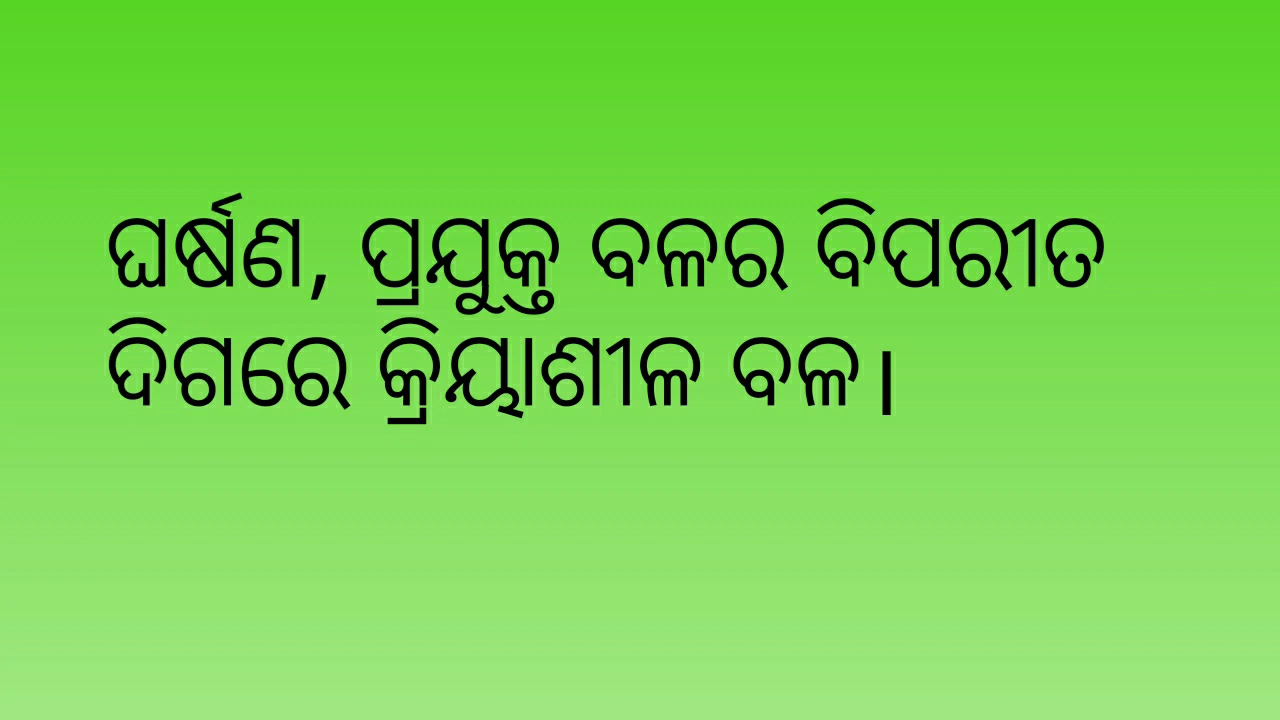 ଘର୍ଷଣ, ପ୍ରଯୁକ୍ତ ବଳର ବିପରୀତ
ଦିଗରେ କ୍ରିୟାଶୀଳ ବଳ।